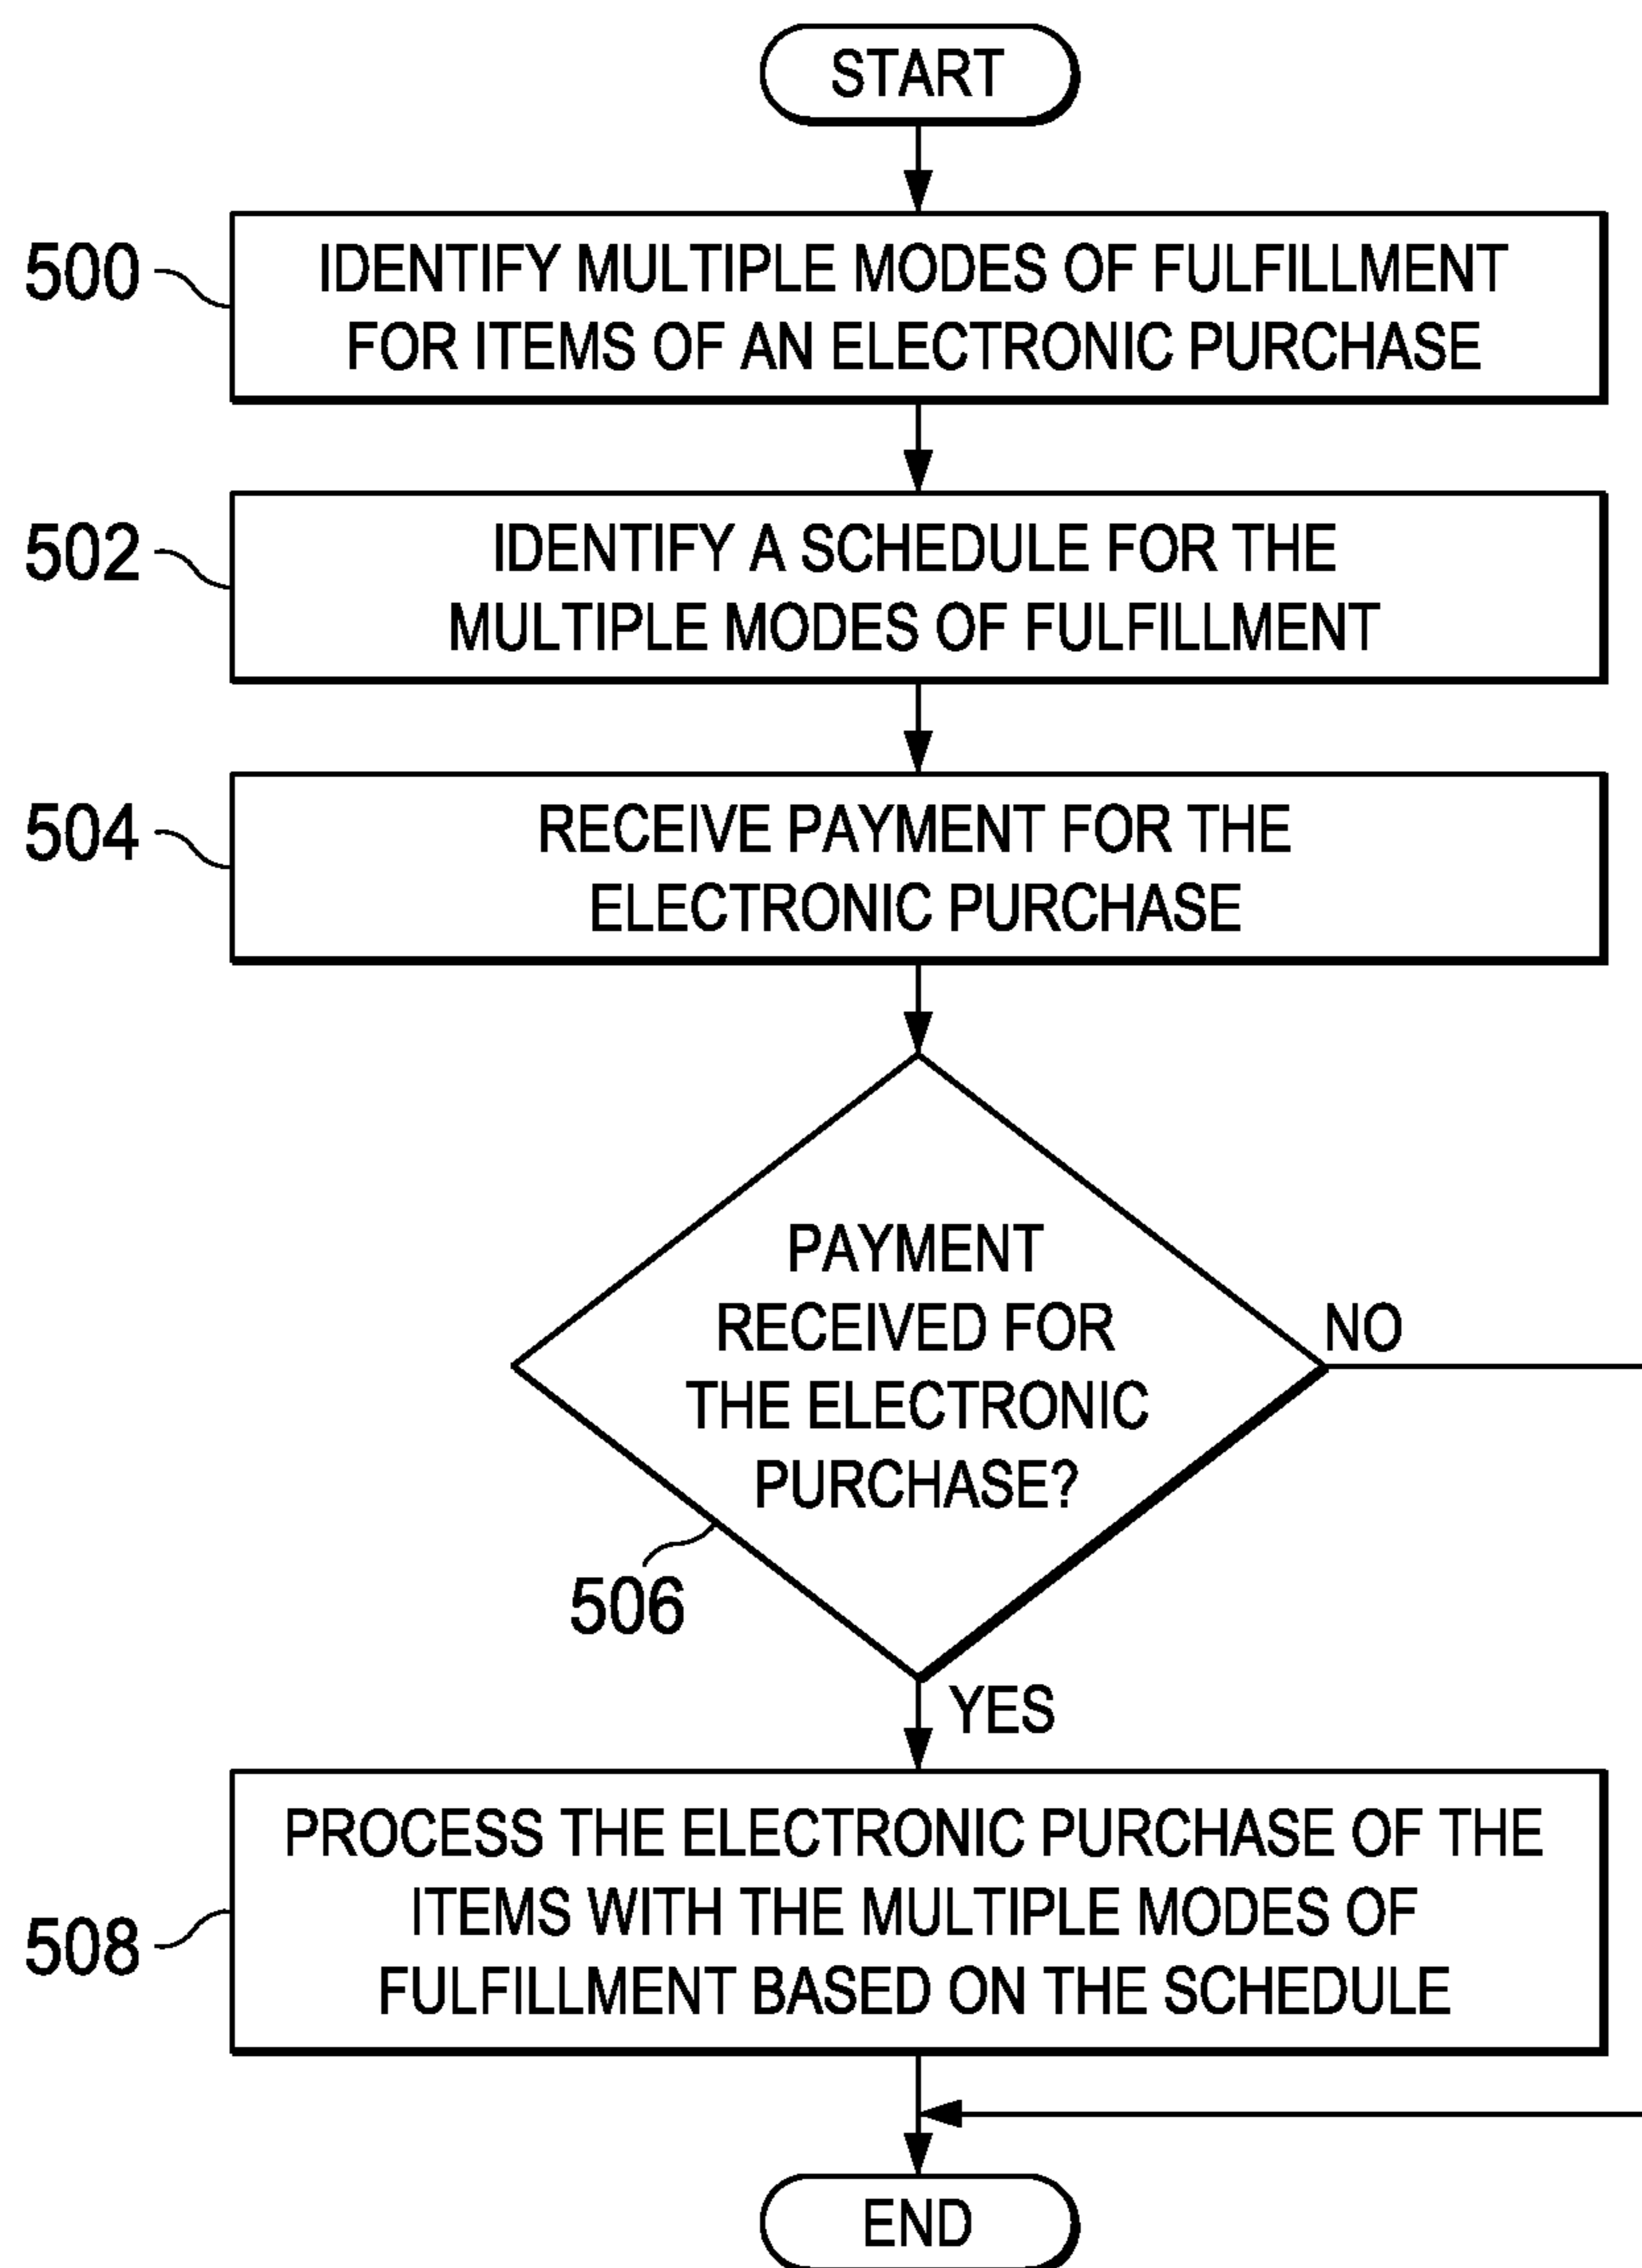 START
500
IDENTIFY MULTIPLE MODES OF FULFILLMENT
FOR ITEMS OF AN ELECTRONIC PURCHASE
502
IDENTIFY A SCHEDULE FOR THE
MULTIPLE MODES OF FULFILLMENT
504
RECEIVE PAYMENT FOR THE
ELECTRONIC PURCHASE
PAYMENT
RECEIVED FOR
THE ELECTRONIC
PURCHASE?
NO
506
YES
508
PROCESS THE ELECTRONIC PURCHASE OF THE
ITEMS WITH THE MULTIPLE MODES OF
FULFILLMENT BASED ON THE SCHEDULE
END